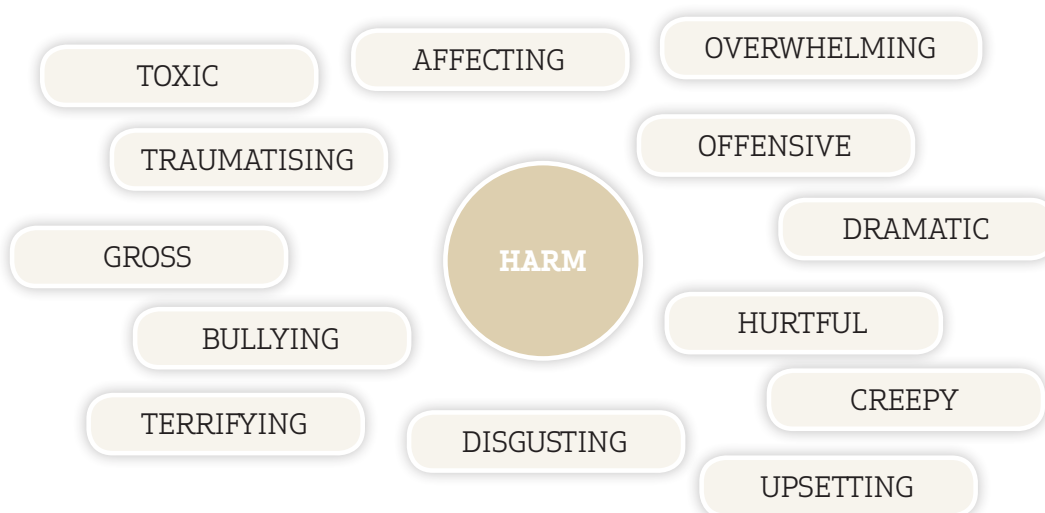 OVERWHELMING
AFFECTING
TOXIC
OFFENSIVE
TRAUMATISING
DRAMATIC
GROSS
HARM
HURTFUL
BULLYING
CREEPY
TERRIFYING
DISGUSTING
UPSETTING